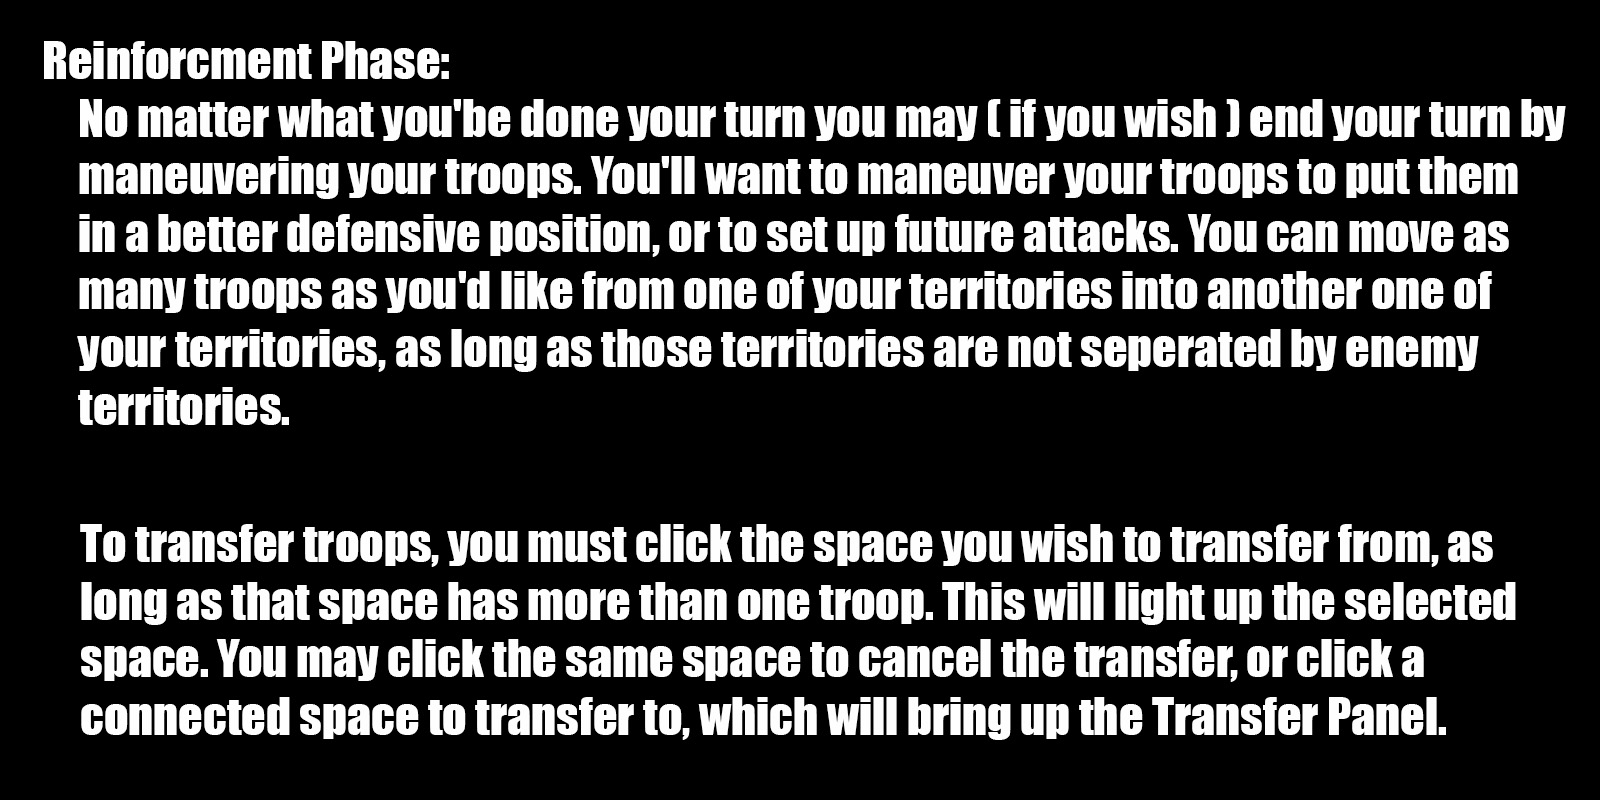 Reinforcment Phase:
No matter what you'be done your turn you may ( if you wish ) end your turn by
maneuvering your troops. You'll want to maneuver your troops to put them
in a better defensive position, or to set up future attacks. You can move as
many troops as you'd like from one of your territories into another one of
your territories, as long as those territories are not seperated by enemy
territories.
To transfer troops, you must click the space you wish to transfer from, as
long as that space has more than one troop. This will light up the selected
space. You may click the same space to cancel the transfer, or click a
connected space to transfer to, which will bring up the Transfer Panel.